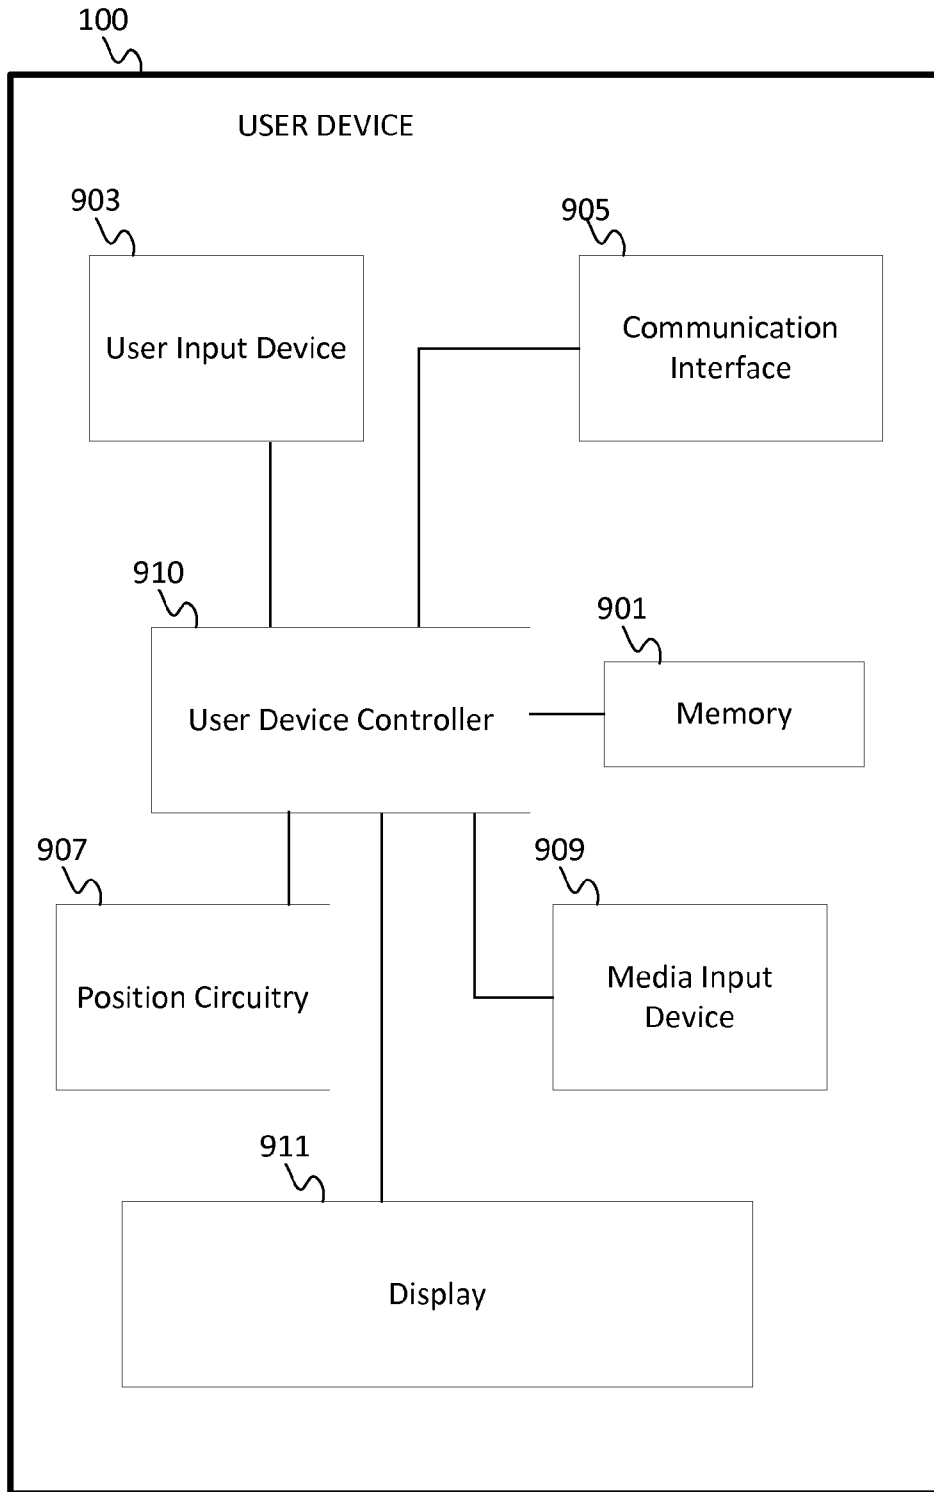 100
USER DEVICE
903
905
User Input Device
Communication
Interface
910
901
User Device Controller
Memory
907
909
Position Circuitry
Media Input
Device
911
Display